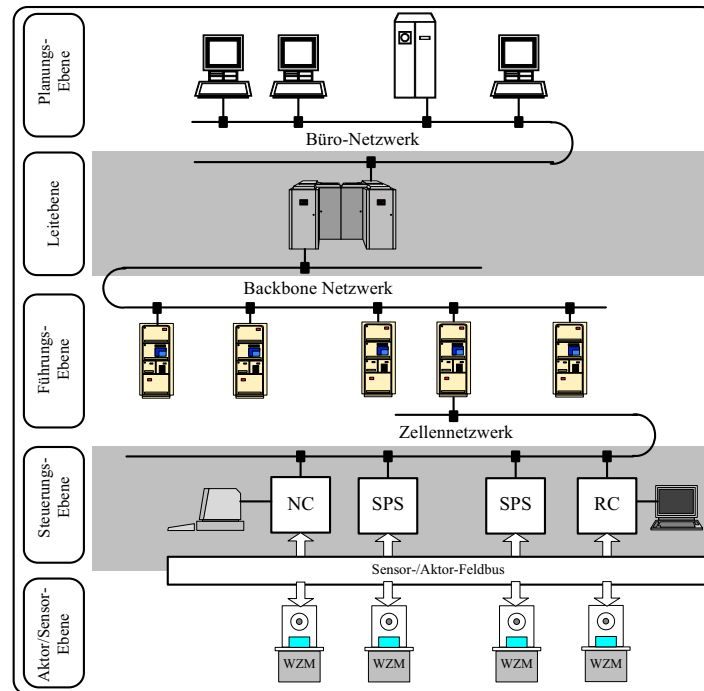 Planungs-
Ebene
Büro-Netzwerk
Leitebene
Backbone Netzwerk
Führungs-
Ebene
Zellennetzwerk
Steuerungs-
Ebene
NC SPS SPS RC
Sensor-/Aktor-Feldbus
Aktor/Sensor-
Ebene
WZM WZM WZM WZM